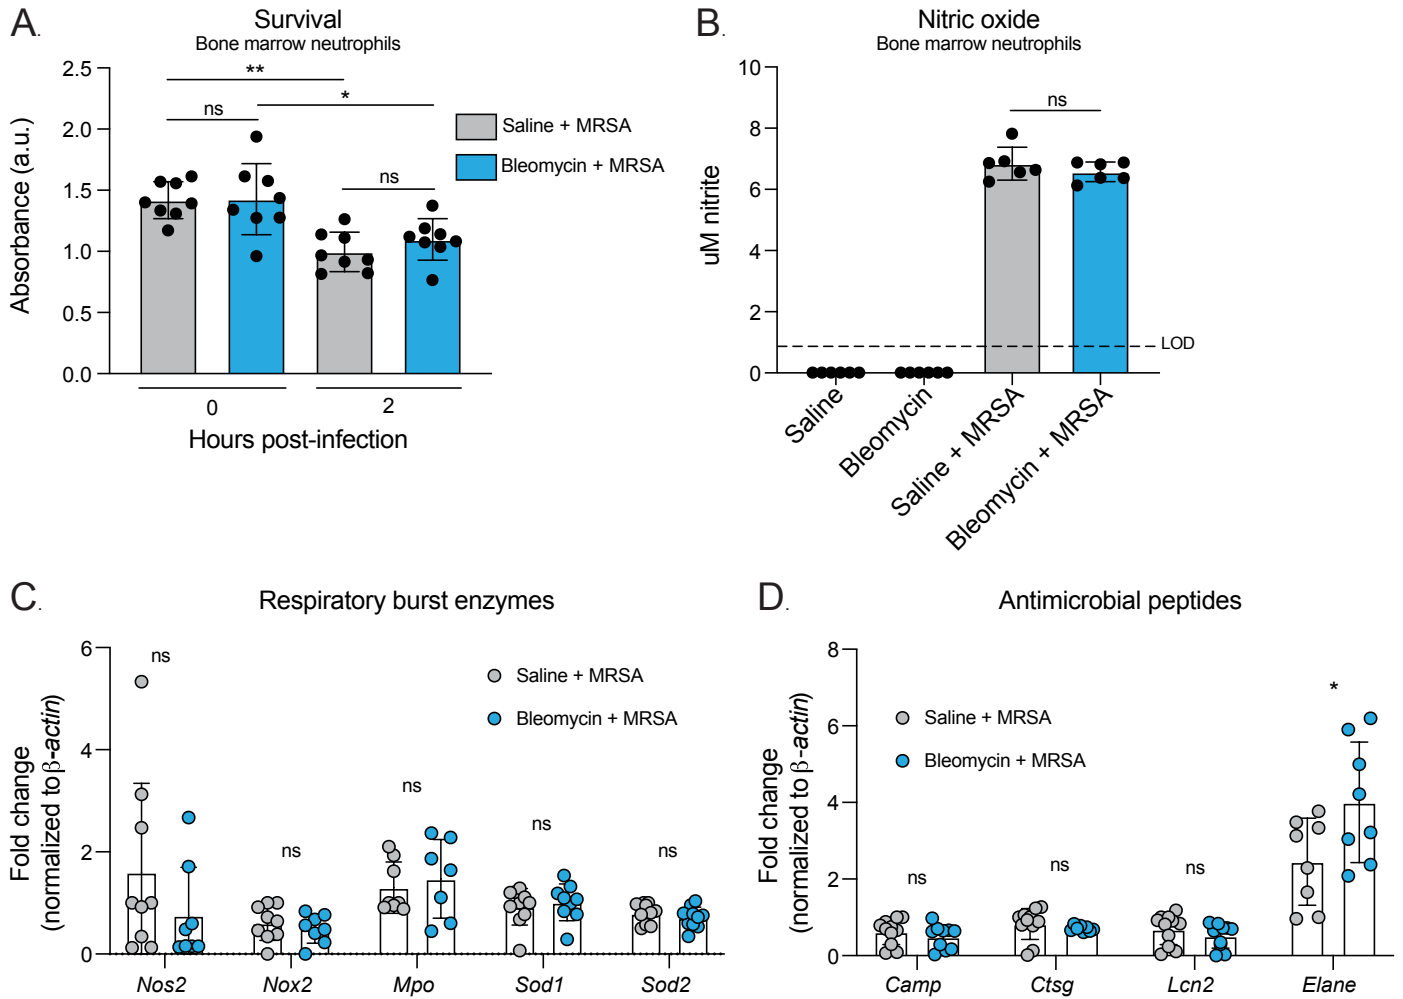 A.
Survival
Bone marrow neutrophils
Absorbance (a.u.)
2.5
2.0
1.5
1.0
0.5
0.0
**
*
ns
ns
Saline + MRSA
Bleomycin + MRSA
0
2
Hours post-infection
B.
Nitric oxide
Bone marrow neutrophils
uM nitrite
10
8
6
4
2
0
ns
LOD
Saline
Bleomycin
Saline + MRSA
Bleomycin + MRSA
C.
Respiratory burst enzymes
Fold change
(normalized to β-actin)
6
4
2
0
ns
ns
ns
ns
ns
Saline + MRSA
Bleomycin + MRSA
Nos2
Nox2
Mpo
Sod1
Sod2
D.
Antimicrobial peptides
Fold change
(normalized to β-actin)
8
6
4
2
0
Saline + MRSA
Bleomycin + MRSA
ns
ns
ns
*
Camp
Ctsg
Lcn2
Elane